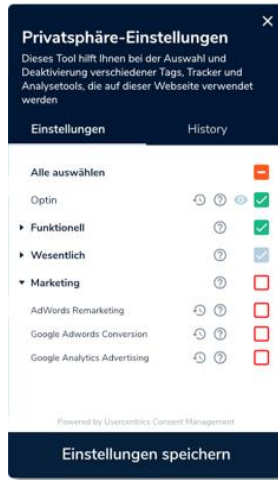 Privatsphäre-Einstellungen
Dieses Tool hilft Ihnen bei der Auswahl und
Deaktivierung verschiedener Tags, Tracker und
Analysetools, die auf dieser Webseite verwendet
werden
Einstellungen History
Alle auswählen
Optin
Funktionell
Wesentlich
Marketing
AdWords Remarketing
Google Adwords Conversion
Google Analytics Advertising
Powered by Usercentrics Consent Management
Einstellungen speichern